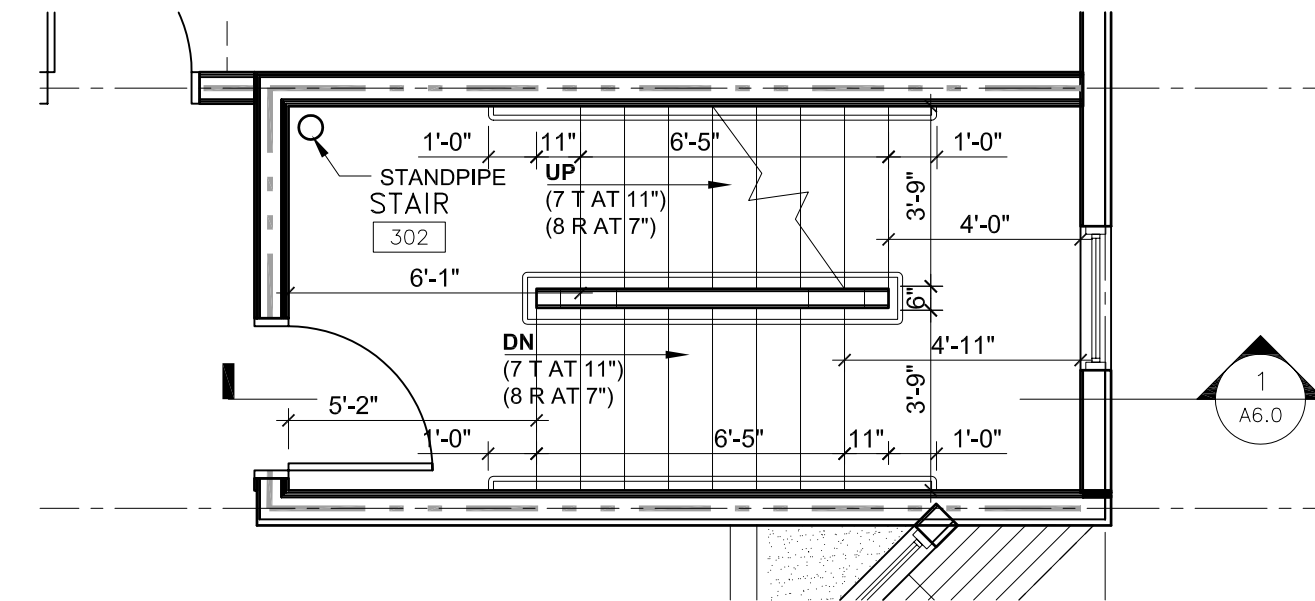 1'-0" 11" 6'-5" 1'-0"
STANDPIPE
STAIR
302
UP
(7 T AT 11")
(8 R AT 7")
3'-9"
4'-0"
6'-1"
6"
DN
(7 T AT 11")
(8 R AT 7")
4'-11"
3'-9"
5'-2"
1'-0" 6'-5" 11" 1'-0"
1
A6.0